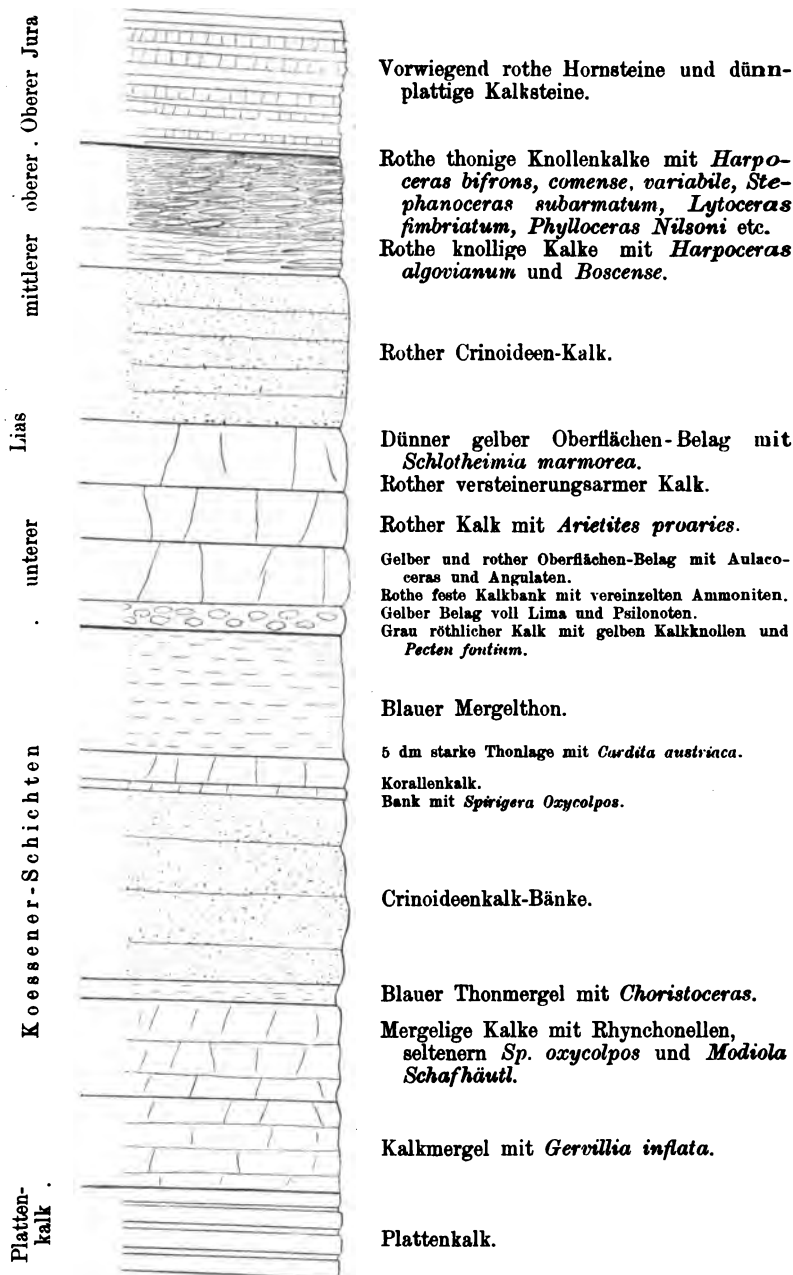 Oberer Jura
oberer .
mittlerer
Lias
unterer
.
Koessener-Schichten
.
Platten-
kalk
Vorwiegend rothe Hornsteine und dünn-
plattige Kalksteine.
Rothe thonige Knollenkalke mit Harpo-
ceras bifrons, comense, variabile, Ste-
phanoceras subarmatum, Lytoceras
fimbriatum, Phylloceras Nilsoni etc.
Rothe knollige Kalke mit Harpoceras
algovianum und Boscense.
Rother Crinoideen-Kalk.
Dünner gelber Oberflächen-Belag mit
Schlotheimia marmorea.
Rother versteinerungsarmer Kalk.
Rother Kalk mit Arietites proaries.
Gelber und rother Oberflächen-Belag mit Aulaco-
ceras und Angulaten.
Rothe feste Kalkbank mit vereinzelten Ammoniten.
Gelber Belag voll Lima und Psilonoten.
Grau röthlicher Kalk mit gelben Kalkknollen und
Pecten fontium.
Blauer Mergelthon.
5 dm starke Thonlage mit Cardita austriaca.
Korallenkalk.
Bank mit Spirigera Oxycolpos.
Crinoideenkalk-Bänke.
Blauer Thonmergel mit Choristoceras.
Mergelige Kalke mit Rhynchonellen,
seltenern Sp. oxycolpos und Modiola
Schafhäutl.
Kalkmergel mit Gervillia inflata.
Plattenkalk.